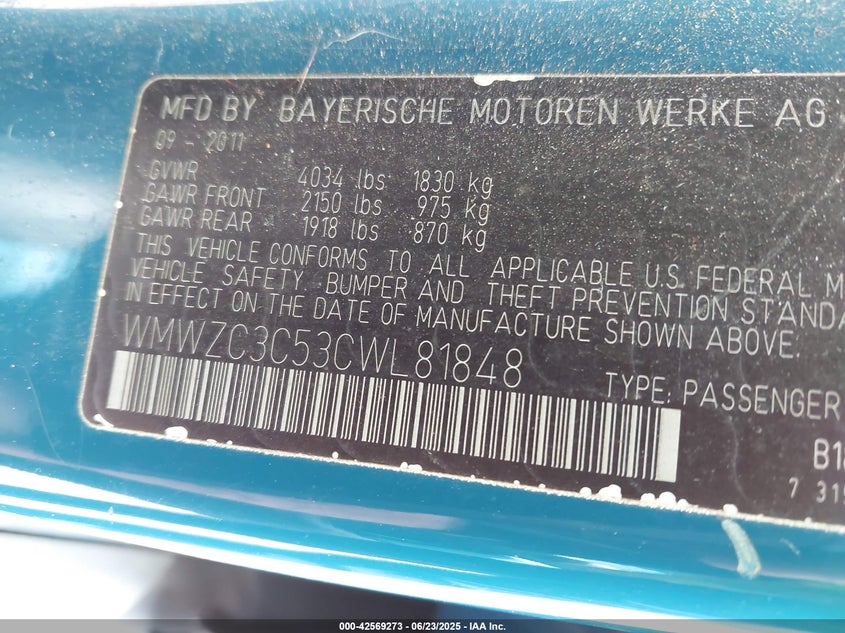 MFD BY BAYERISCHE MOTOREN WERKE AG
09 - 2011
GVWR 4034 lbs 1830 kg
GAWR FRONT 2150 lbs 975 kg
GAWR REAR 1918 lbs 870 kg
THIS VEHICLE CONFORMS TO ALL APPLICABLE U.S. FEDERAL M
VEHICLE SAFETY, BUMPER AND THEFT PREVENTION STANDA
IN EFFECT ON THE DATE OF MANUFACTURE SHOWN ABOVE.
WMWZC3C53CWL81848
TYPE: PASSENGER
B18
7 319
000-42569273 - 06/23/2025 - IAA Inc.